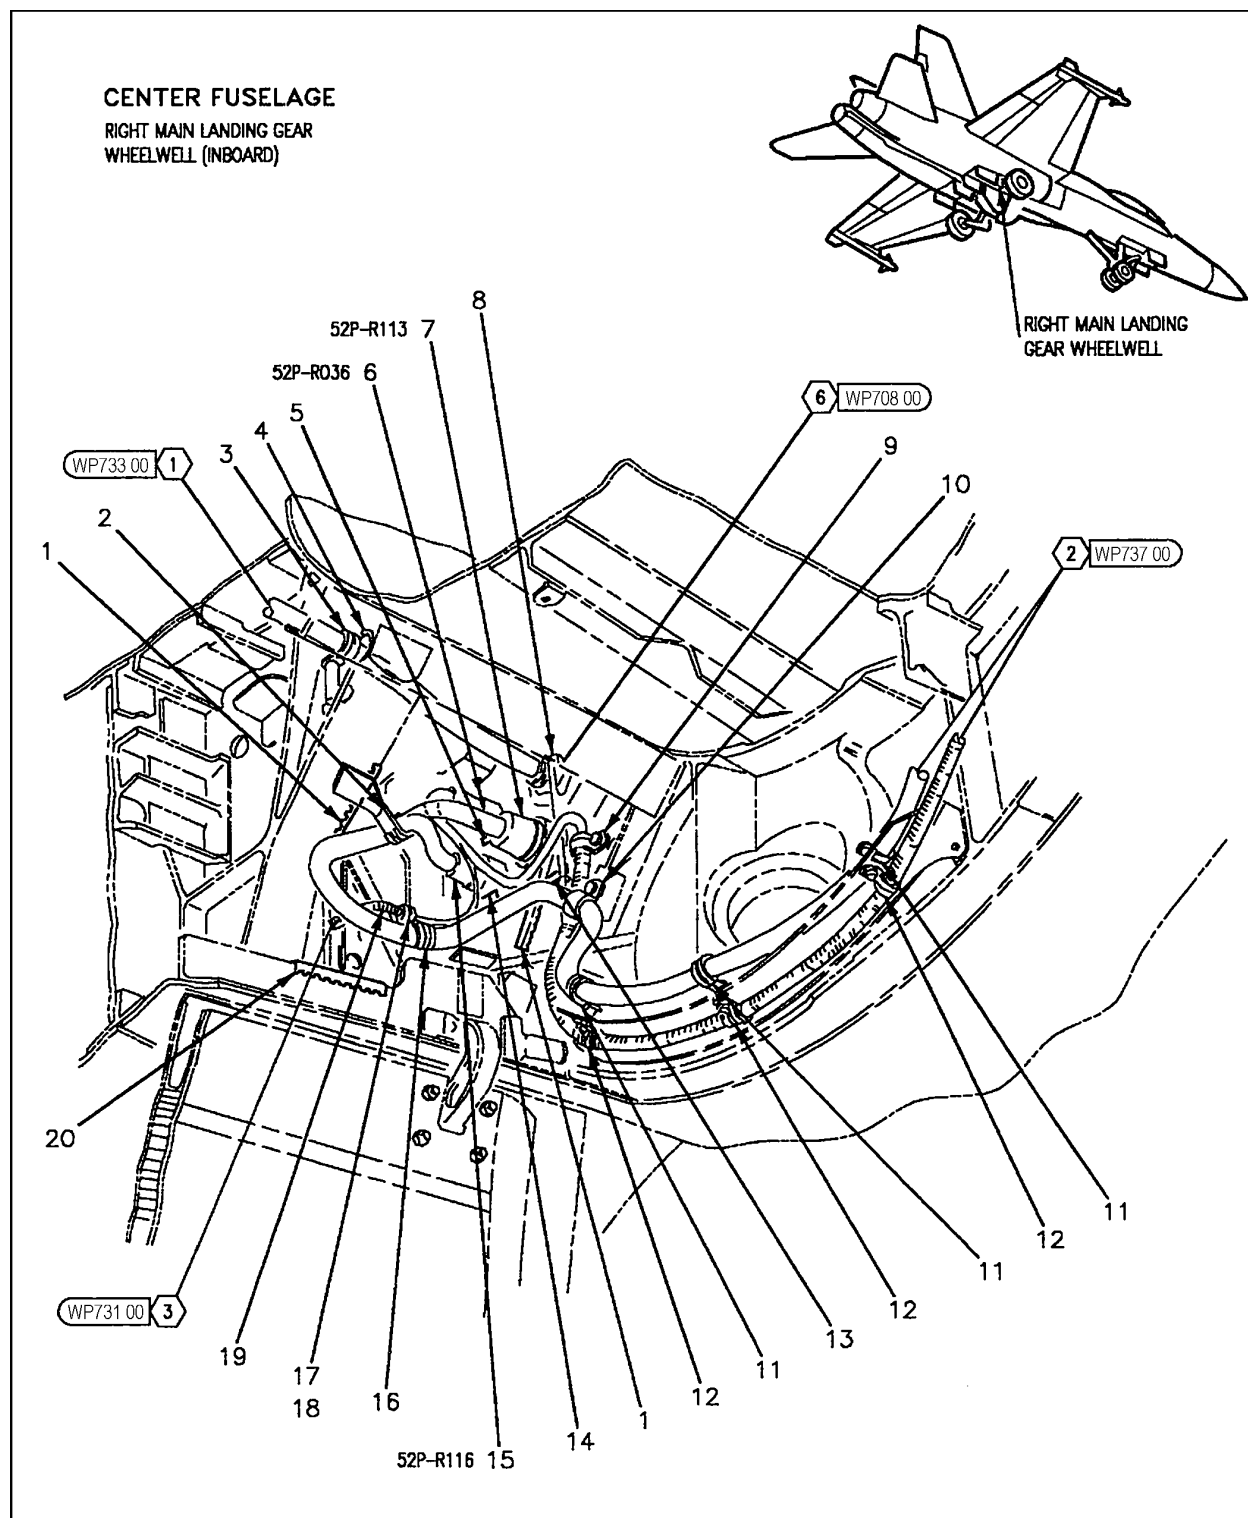 CENTER FUSELAGE
RIGHT MAIN LANDING GEAR
WHEELWELL (INBOARD)
RIGHT MAIN LANDING
GEAR WHEELWELL
8
52P-R113 7
52P-R036 6
5
6 WP708 00
4
3
9
WP733 00 1
10
2
1
2 WP737 00
20
11
12
11
WP731 00 3
12
13
19
11
17
18
16
12
1
14
52P-R116 15